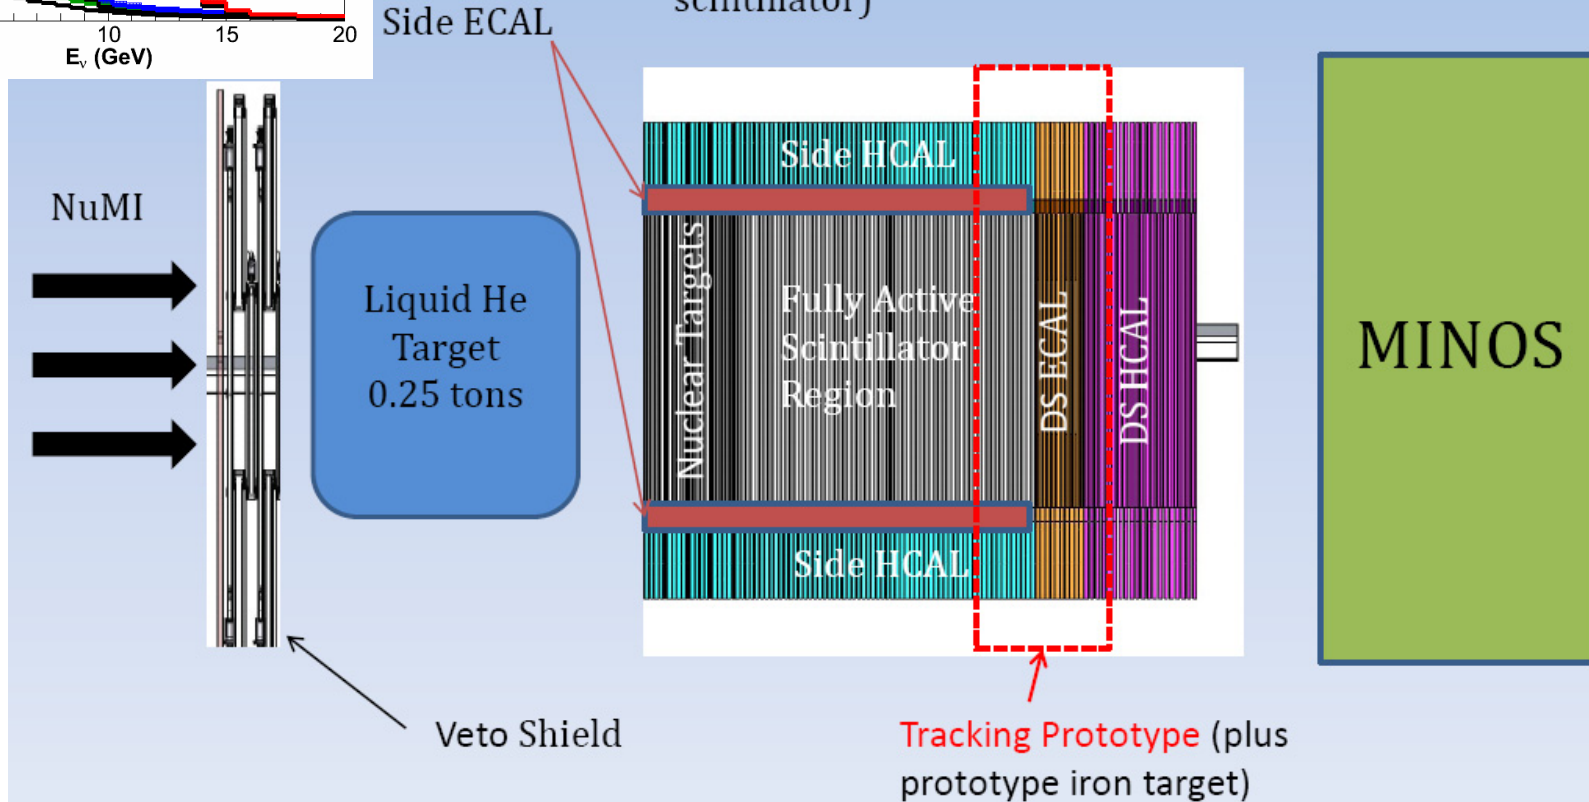 scintillator)
10
15
20
Eν (GeV)
Side ECAL
NuMI
Side HCAL
Liquid He
Target
0.25 tons
Nuclear Targets
Fully Active
Scintillator
Region
DS ECAL
DS HCAL
MINOS
Side HCAL
Veto Shield
Tracking Prototype (plus
prototype iron target)